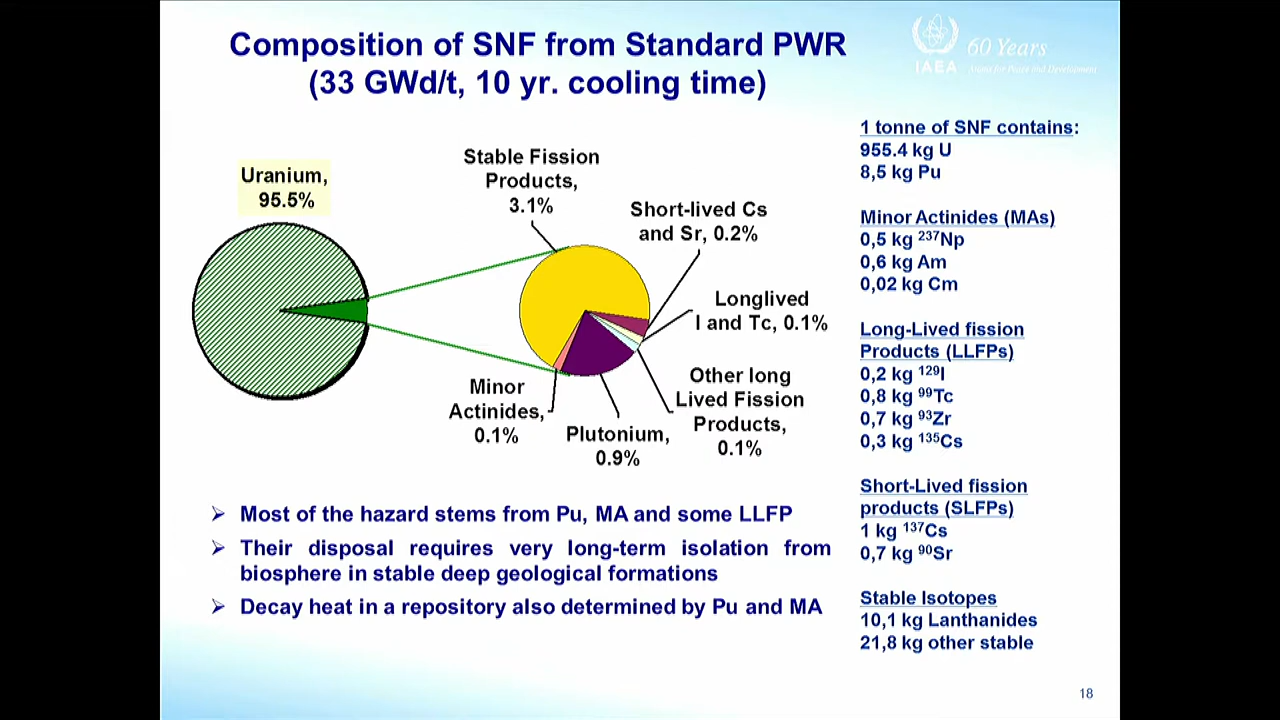 Composition of SNF from Standard PWR
(33 GWd/t, 10 yr. cooling time)
IAEA
60 Years
Atoms for Peace and Development
Uranium,
95.5%
Stable Fission
Products,
3.1%
Short-lived Cs
and Sr, 0.2%
Longlived
I and Tc, 0.1%
Other long
Lived Fission
Products,
0.1%
Plutonium,
0.9%
Minor
Actinides,
0.1%
➢ Most of the hazard stems from Pu, MA and some LLFP
➢ Their disposal requires very long-term isolation from
biosphere in stable deep geological formations
➢ Decay heat in a repository also determined by Pu and MA
1 tonne of SNF contains:
955.4 kg U
8,5 kg Pu
Minor Actinides (MAs)
0,5 kg ²³⁷Np
0,6 kg Am
0,02 kg Cm
Long-Lived fission
Products (LLFPs)
0,2 kg ¹²⁹I
0,8 kg ⁹⁹Tc
0,7 kg ⁹³Zr
0,3 kg ¹³⁵Cs
Short-Lived fission
products (SLFPs)
1 kg ¹³⁷Cs
0,7 kg ⁹⁰Sr
Stable Isotopes
10,1 kg Lanthanides
21,8 kg other stable
18